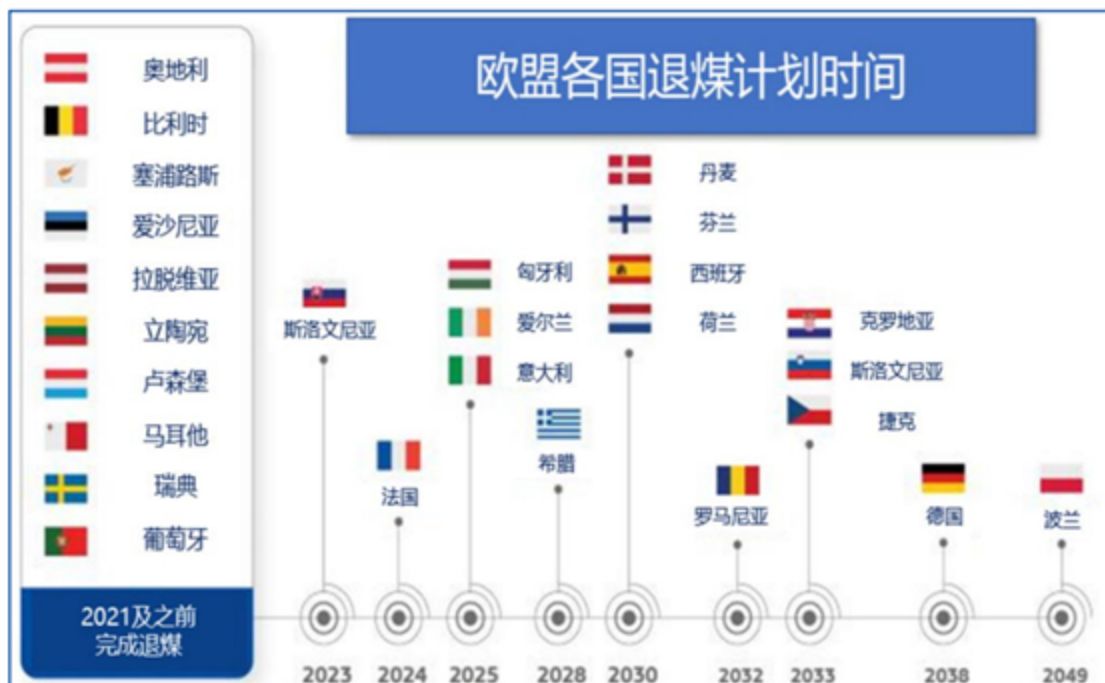 欧盟各国退煤计划时间
奥地利
比利时
塞浦路斯
爱沙尼亚
拉脱维亚
立陶宛
卢森堡
马耳他
瑞典
葡萄牙
2021及之前
完成退煤
斯洛文尼亚
法国
匈牙利
爱尔兰
意大利
希腊
丹麦
芬兰
西班牙
荷兰
罗马尼亚
克罗地亚
斯洛文尼亚
捷克
德国
波兰
2023
2024
2025
2028
2030
2032
2033
2038
2049